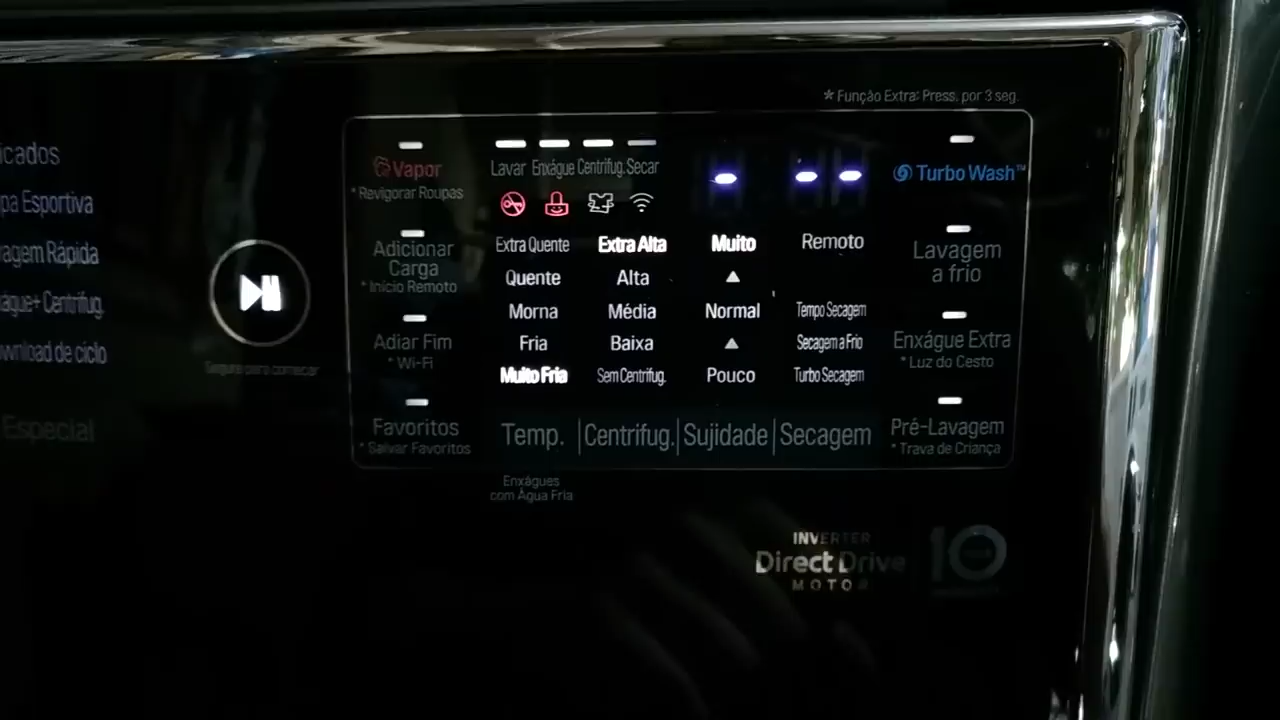 * Função Extra: Press. por 3 seg.
icados
pa Esportiva
vagem Rápida
águe+ Centrifug.
ownload de ciclo
Especial
Segure para começar
Vapor
* Revigorar Roupas
Adicionar
Carga
* Início Remoto
Adiar Fim
* Wi-Fi
Favoritos
* Salvar Favoritos
Lavar Enxágue Centrifug. Secar
Extra Quente Extra Alta Muito Remoto
Quente Alta
Morna Média Normal Tempo Secagem
Fria Baixa Secagem a Frio
Muito Fria Sem Centrifug. Pouco Turbo Secagem
Temp. | Centrifug. | Sujidade | Secagem
Enxágues
com Água Fria
Turbo Wash™
Lavagem
a frio
Enxágue Extra
* Luz do Cesto
Pré-Lavagem
* Trava de Criança
INVERTER
Direct Drive
MOTOR
10